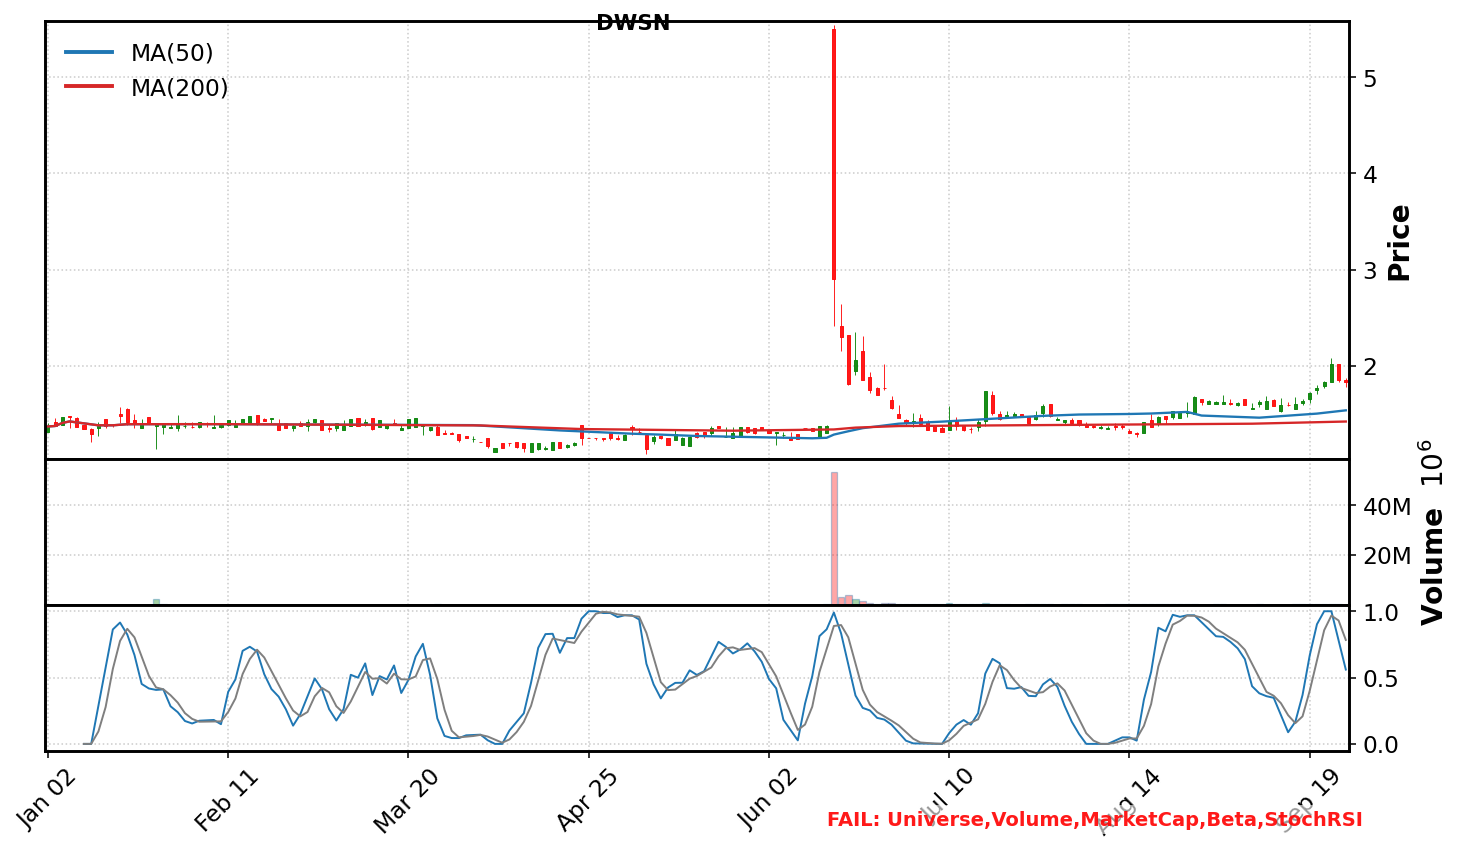 DWSN
MA(50)
MA(200)
5
4
3
2
Price
40M
20M
Volume 10^6
1.0
0.5
0.0
Jan 02
Feb 11
Mar 20
Apr 25
Jun 02
Jul 10
Aug 14
Sep 19
FAIL: Universe,Volume,MarketCap,Beta,StochRSI